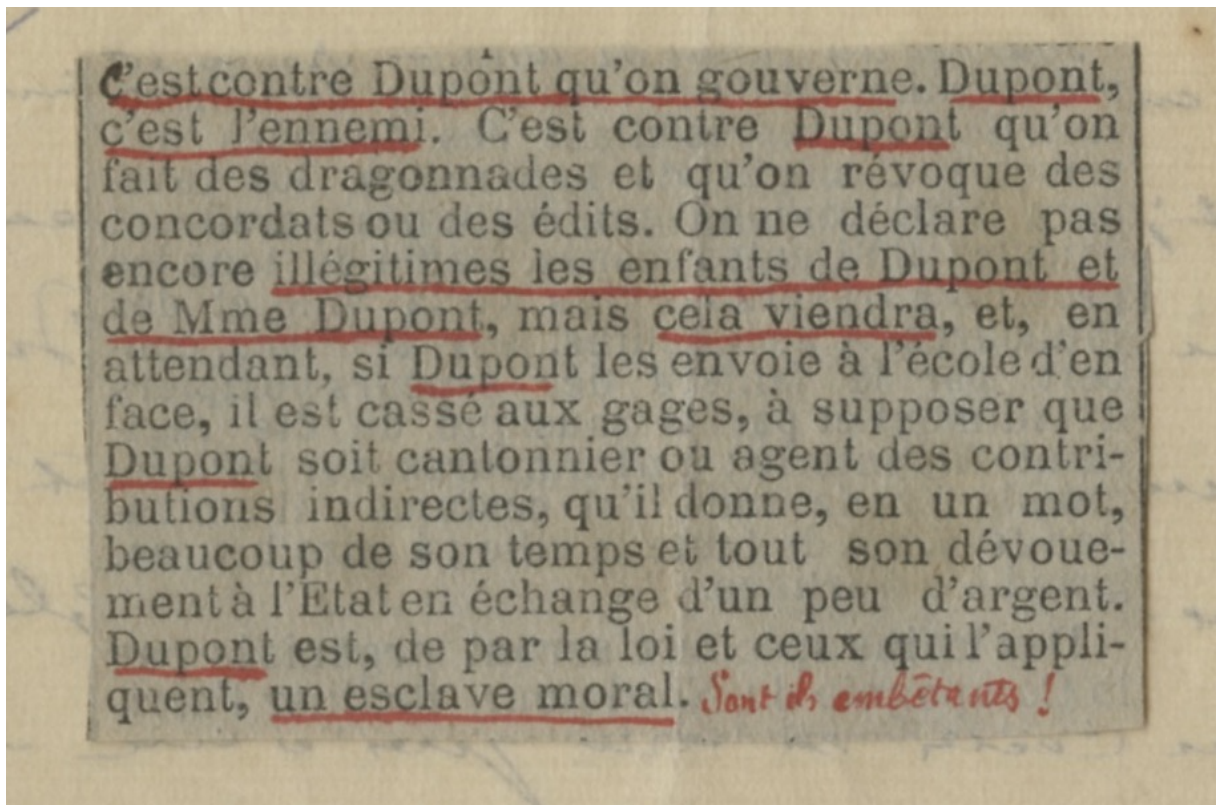 C'est contre Dupont qu'on gouverne. Dupont,
c'est l'ennemi. C'est contre Dupont qu'on
fait des dragonnades et qu'on révoque des
concordats ou des édits. On ne déclare pas
encore illégitimes les enfants de Dupont et
de Mme Dupont, mais cela viendra, et, en
attendant, si Dupont les envoie à l'école d'en
face, il est cassé aux gages, à supposer que
Dupont soit cantonnier ou agent des contri-
butions indirectes, qu'il donne, en un mot,
beaucoup de son temps et tout son dévoue-
ment à l'Etat en échange d'un peu d'argent.
Dupont est, de par la loi et ceux qui l'appli-
quent, un esclave moral. Sont ils embêtants !